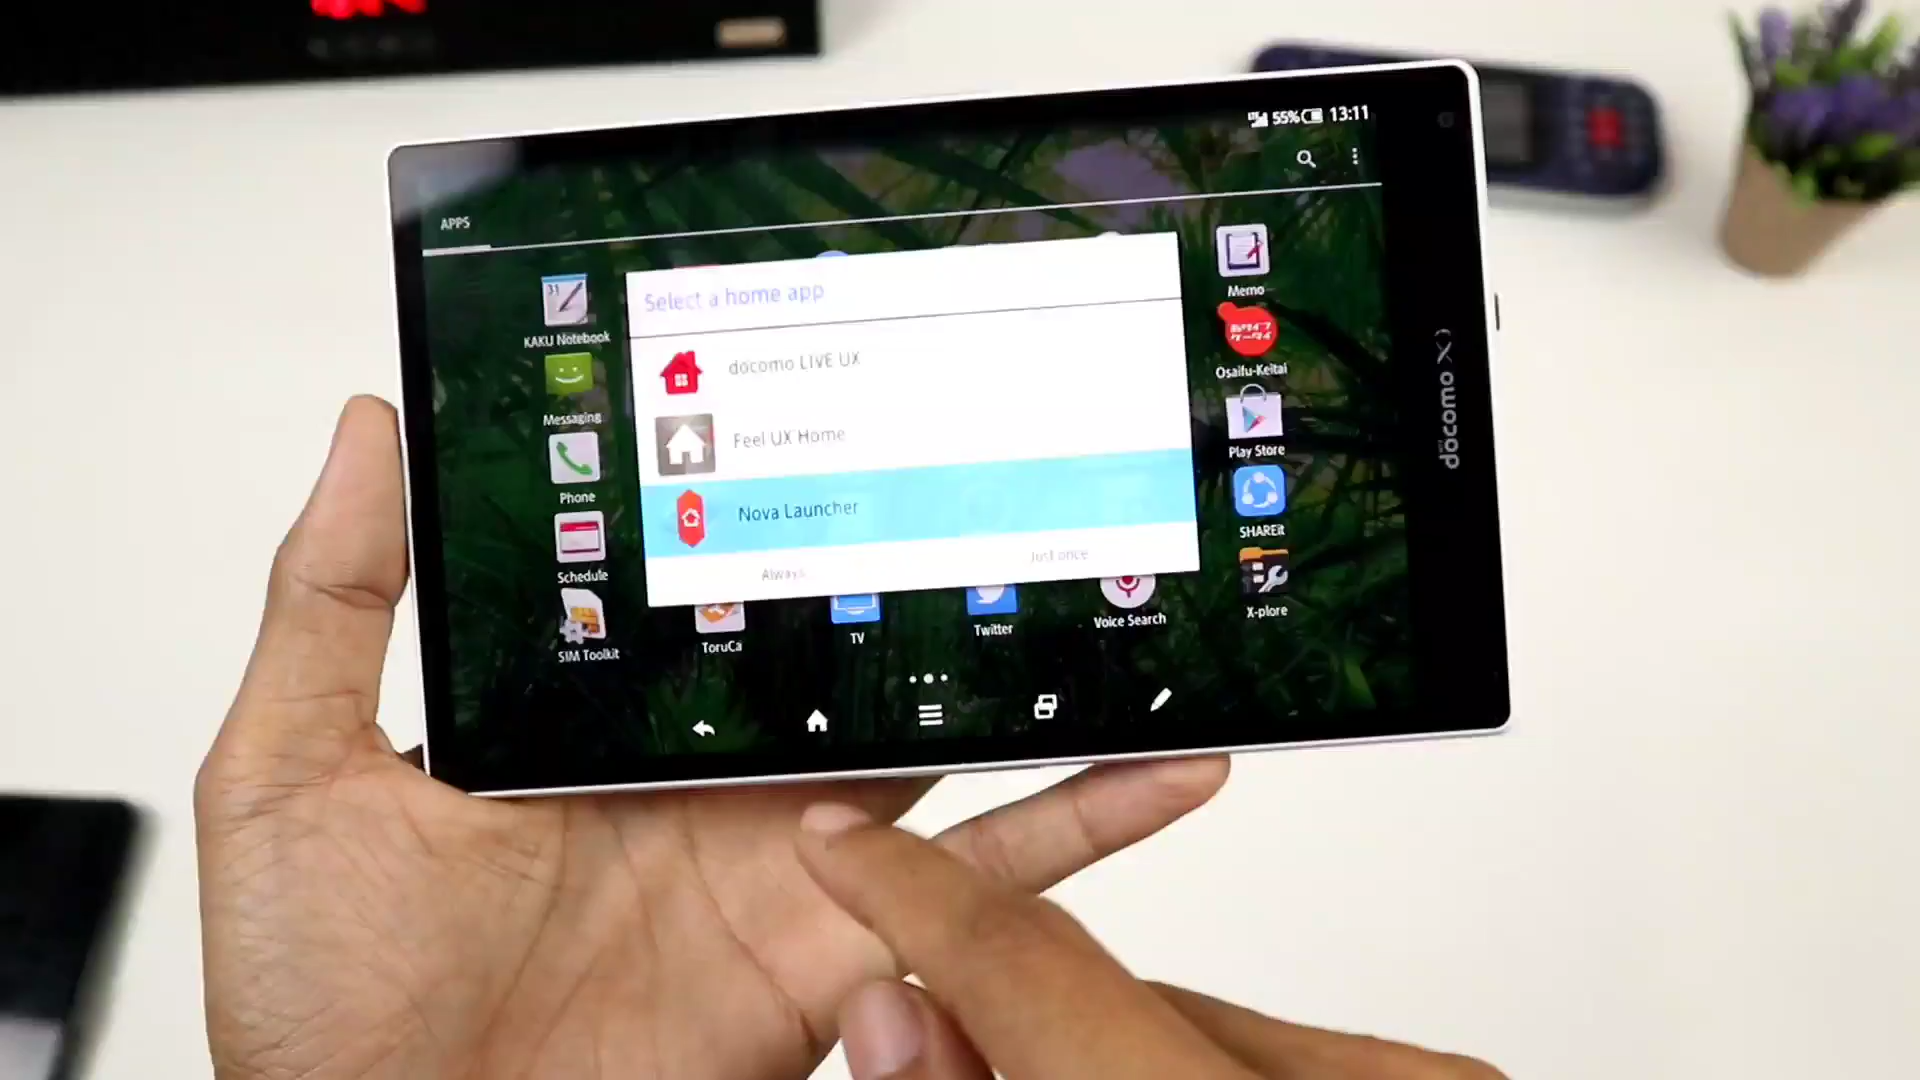 55% 13:11
APPS
Select a home app
docomo LIVE UX
Feel UX Home
Nova Launcher
Always
Just once
31
KAKU Notebook
Messaging
Phone
Schedule
SIM Toolkit
ToruCa
TV
Twitter
Voice Search
Memo
Osaifu-Keitai
Play Store
SHAREit
X-plore
docomo Xi